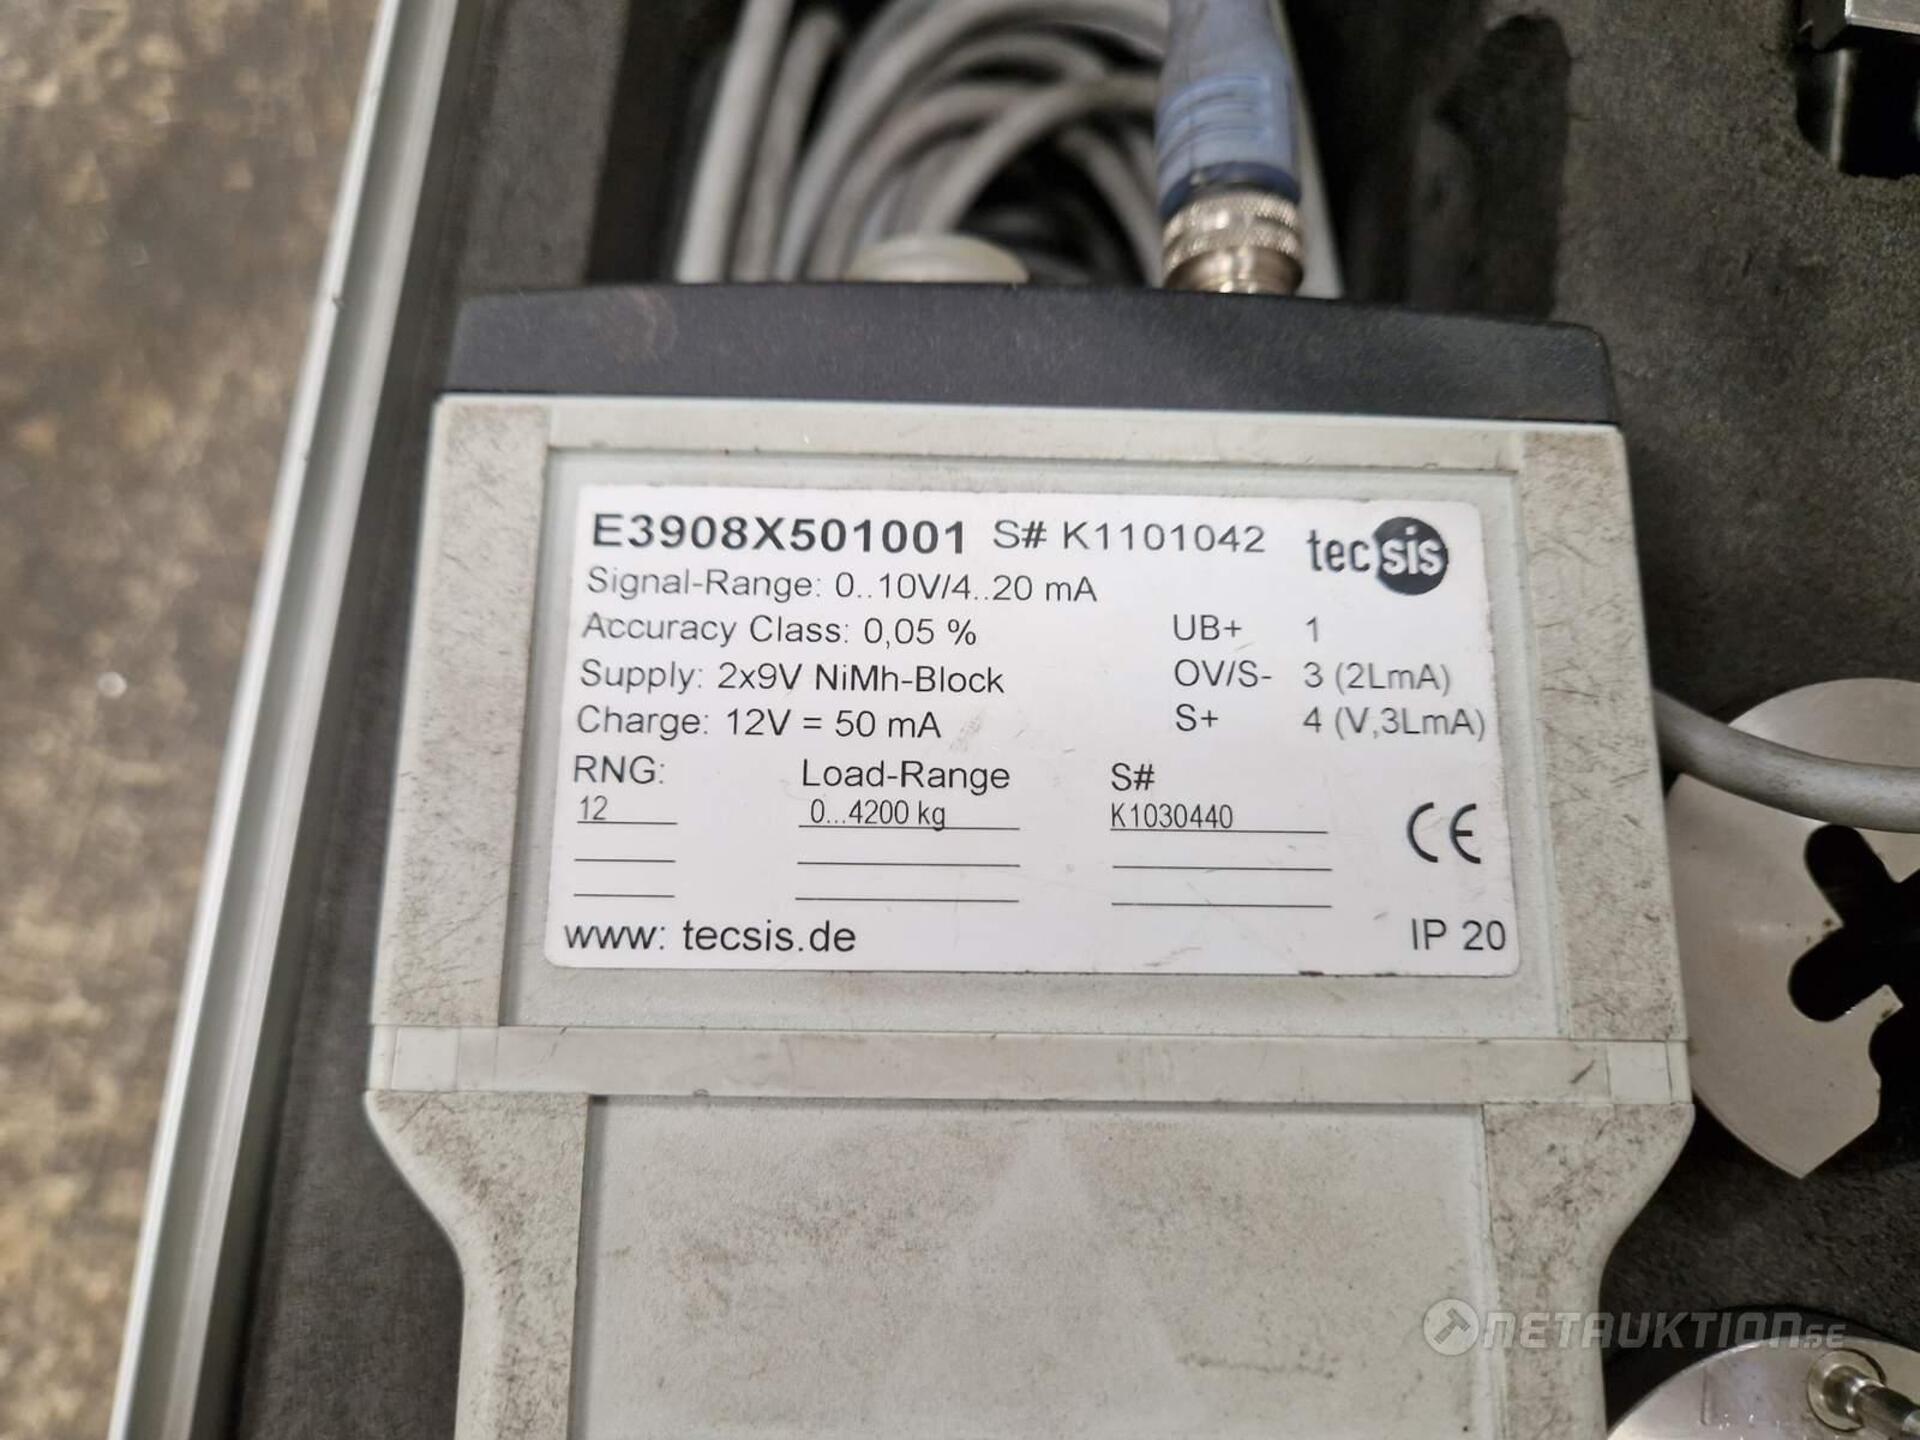 E3908X501001 S# K1101042 tecsis
Signal-Range: 0..10V/4..20 mA
Accuracy Class: 0,05 % UB+ 1
Supply: 2x9V NiMh-Block OV/S- 3 (2LmA)
Charge: 12V = 50 mA S+ 4 (V,3LmA)
RNG: Load-Range S#
12 0...4200 kg K1030440
CE
www: tecsis.de IP 20
NETAUKTION.SE